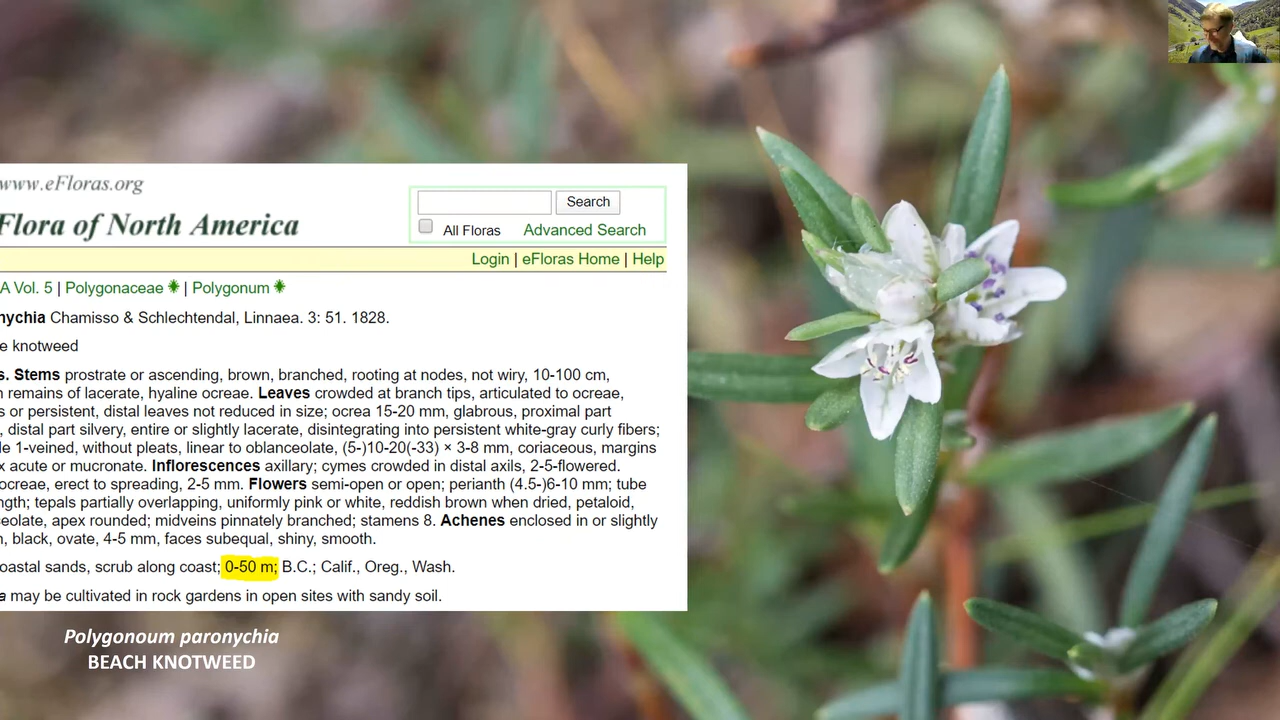 www.eFloras.org
Flora of North America
Search
All Floras Advanced Search
Login | eFloras Home | Help
A Vol. 5 | Polygonaceae | Polygonum
nychia Chamisso & Schlechtendal, Linnaea. 3: 51. 1828.
e knotweed
s. Stems prostrate or ascending, brown, branched, rooting at nodes, not wiry, 10-100 cm,
n remains of lacerate, hyaline ocreae. Leaves crowded at branch tips, articulated to ocreae,
s or persistent, distal leaves not reduced in size; ocrea 15-20 mm, glabrous, proximal part
, distal part silvery, entire or slightly lacerate, disintegrating into persistent white-gray curly fibers;
le 1-veined, without pleats, linear to oblanceolate, (5-)10-20(-33) × 3-8 mm, coriaceous, margins
x acute or mucronate. Inflorescences axillary; cymes crowded in distal axils, 2-5-flowered.
ocreae, erect to spreading, 2-5 mm. Flowers semi-open or open; perianth (4.5-)6-10 mm; tube
ngth; tepals partially overlapping, uniformly pink or white, reddish brown when dried, petaloid,
ceolate, apex rounded; midveins pinnately branched; stamens 8. Achenes enclosed in or slightly
n, black, ovate, 4-5 mm, faces subequal, shiny, smooth.
oastal sands, scrub along coast; 0-50 m; B.C.; Calif., Oreg., Wash.
a may be cultivated in rock gardens in open sites with sandy soil.
Polygonoum paronychia
BEACH KNOTWEED